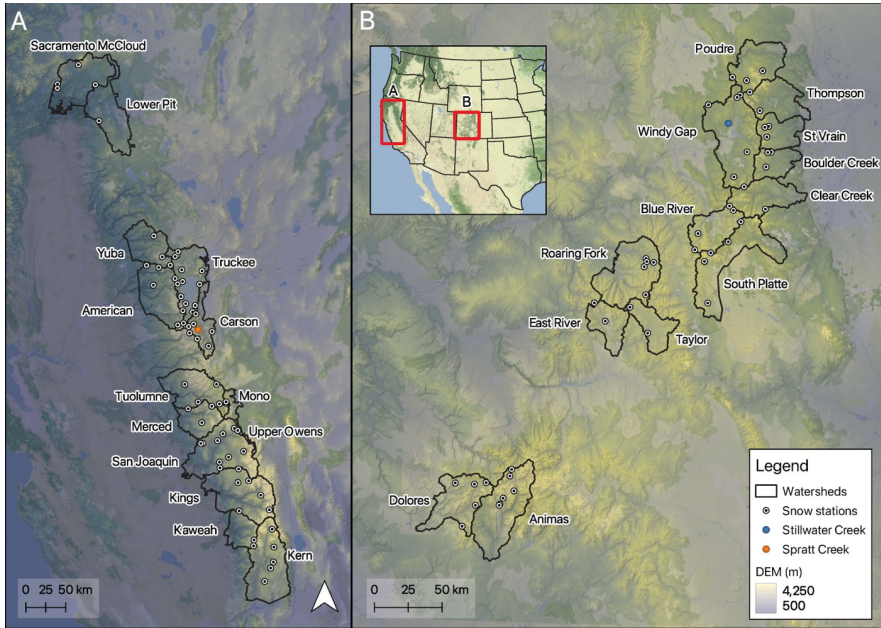 A
Sacramento McCloud
Lower Pit
Yuba
Truckee
American
Carson
Tuolumne
Mono
Merced
Upper Owens
San Joaquin
Kings
Kaweah
Kern
0 25 50 km
B
A
B
Poudre
Thompson
Windy Gap
St Vrain
Boulder Creek
Clear Creek
Blue River
Roaring Fork
South Platte
East River
Taylor
Dolores
Animas
0 25 50 km
Legend
Watersheds
Snow stations
Stillwater Creek
Spratt Creek
DEM (m)
4,250
500